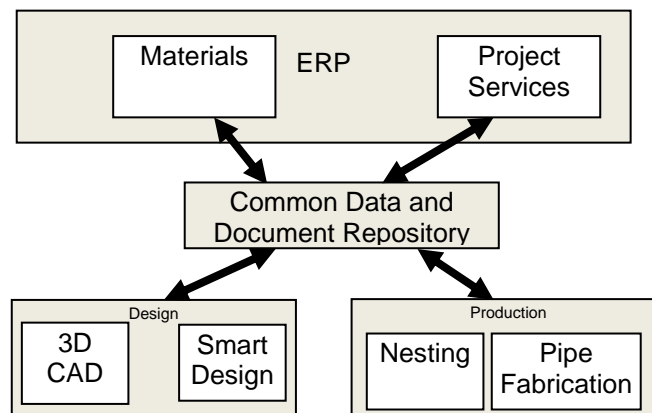 Materials
ERP
Project
Services
Common Data and
Document Repository
Design
3D
CAD
Smart
Design
Production
Nesting
Pipe
Fabrication